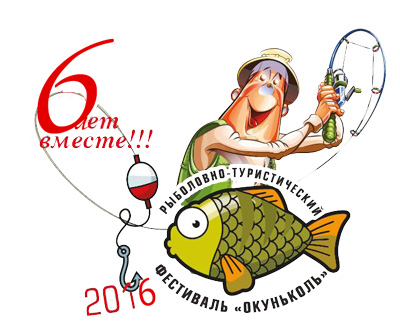 6 лет
вместе!!!
РЫБОЛОВНО-ТУРИСТИЧЕСКИЙ
ФЕСТИВАЛЬ «ОКУНЬКОЛЬ»
2016